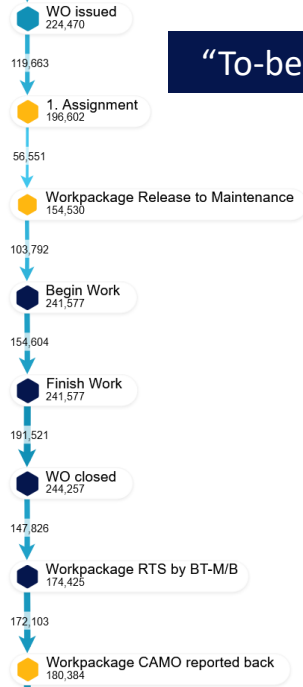 WO issued
224,470
“To-be
119,663
1. Assignment
196,602
56,551
Workpackage Release to Maintenance
154,530
103,792
Begin Work
241,577
154,604
Finish Work
241,577
191,521
WO closed
244,257
147,826
Workpackage RTS by BT-M/B
174,425
172,103
Workpackage CAMO reported back
180,384